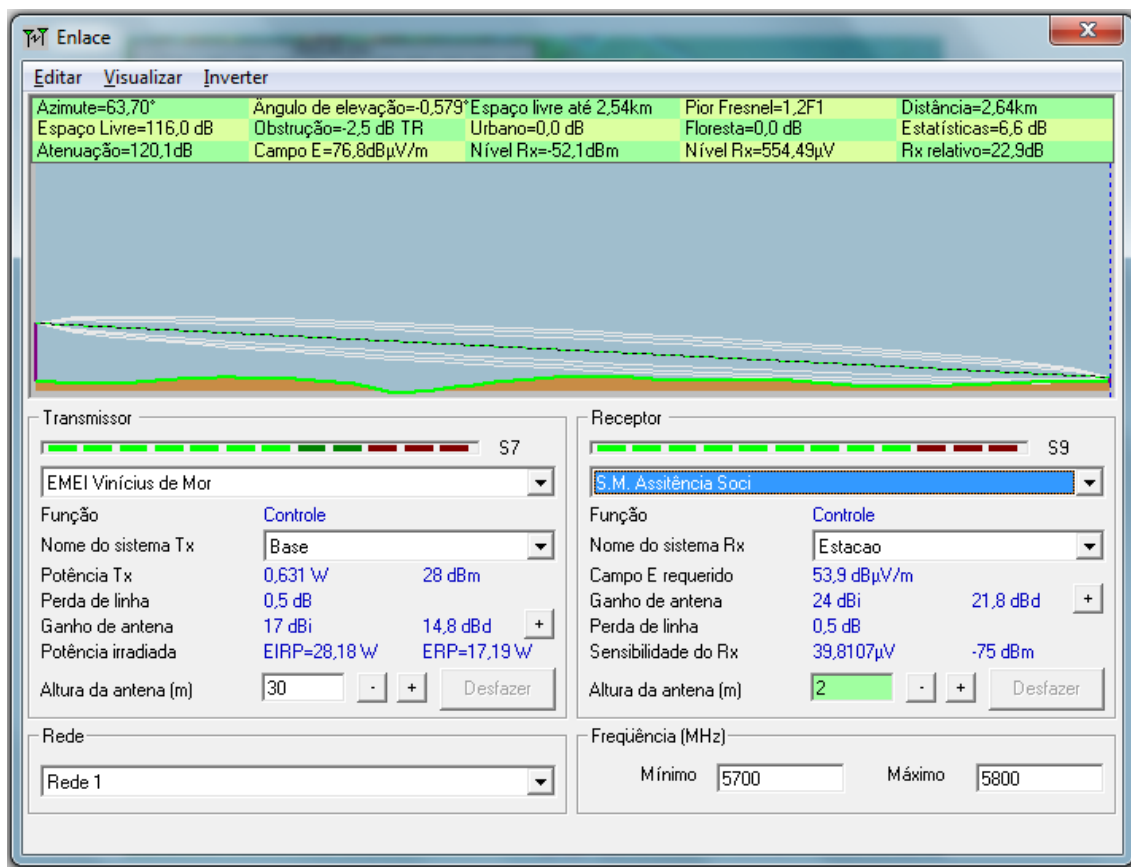 Enlace
Editar Visualizar Inverter
Azimute=63,70° Ângulo de elevação=-0,579° Espaço livre até 2,54km Pior Fresnel=1,2F1 Distância=2,64km
Espaço Livre=116,0 dB Obstrução=-2,5 dB TR Urbano=0,0 dB Floresta=0,0 dB Estatísticas=6,6 dB
Atenuação=120,1dB Campo E=76,8dBµV/m Nível Rx=-52,1dBm Nível Rx=554,49µV Rx relativo=22,9dB
Transmissor
S7
EMEI Vinícius de Mor
Função Controle
Nome do sistema Tx Base
Potência Tx 0,631 W 28 dBm
Perda de linha 0,5 dB
Ganho de antena 17 dBi 14,8 dBd +
Potência irradiada EIRP=28,18 W ERP=17,19 W
Altura da antena (m) 30 - + Desfazer
Rede
Rede 1
Receptor
S9
S.M. Assitência Soci
Função Controle
Nome do sistema Rx Estacao
Campo E requerido 53,9 dBµV/m
Ganho de antena 24 dBi 21,8 dBd +
Perda de linha 0,5 dB
Sensibilidade do Rx 39,8107µV -75 dBm
Altura da antena (m) 2 - + Desfazer
Freqüência (MHz)
Mínimo 5700 Máximo 5800